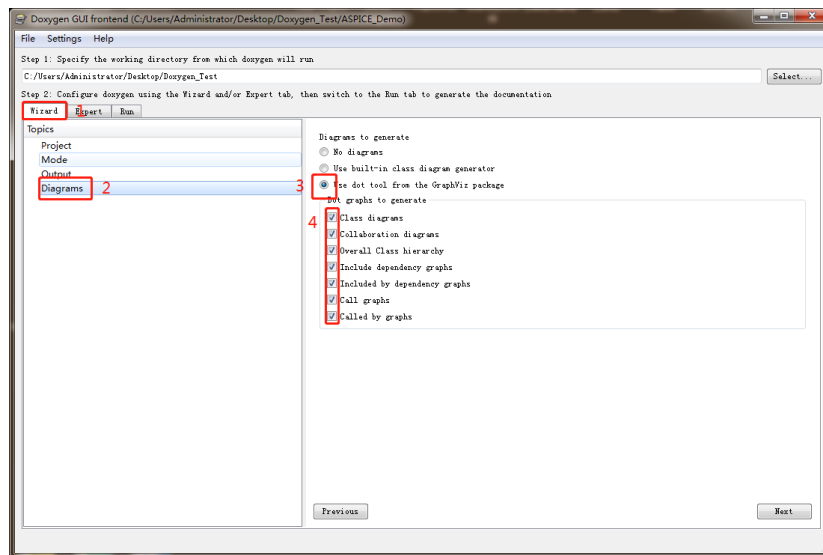 Doxygen GUI frontend (C:/Users/Administrator/Desktop/Doxygen_Test/ASPICE_Demo)
File Settings Help
Step 1: Specify the working directory from which doxygen will run
C:/Users/Administrator/Desktop/Doxygen_Test
Select...
Step 2: Configure doxygen using the Wizard and/or Expert tab, then switch to the Run tab to generate the documentation
Wizard 1 Expert Run
Topics
Project
Mode
Output
Diagrams 2
Diagrams to generate
No diagrams
Use built-in class diagram generator
3 Use dot tool from the GraphViz package
Dot graphs to generate
4 Class diagrams
Collaboration diagrams
Overall Class hierarchy
Include dependency graphs
Included by dependency graphs
Call graphs
Called by graphs
Previous
Next